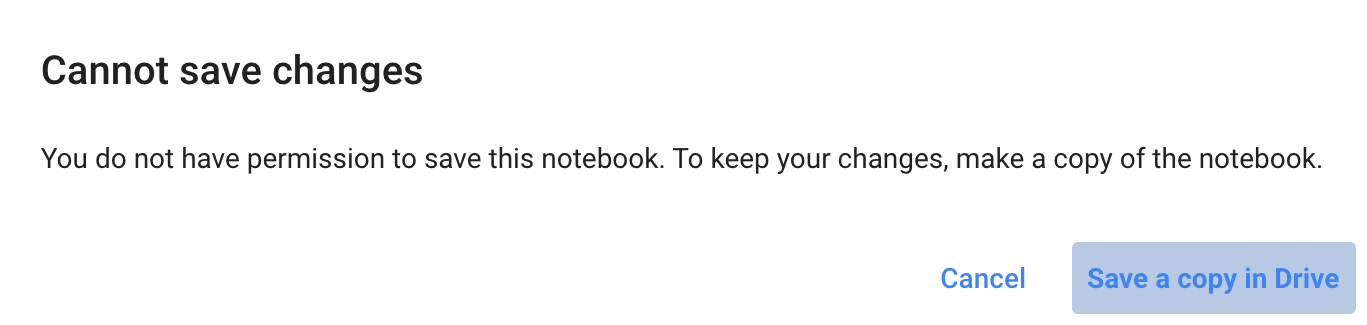 Cannot save changes
You do not have permission to save this notebook. To keep your changes, make a copy of the notebook.
Cancel
Save a copy in Drive